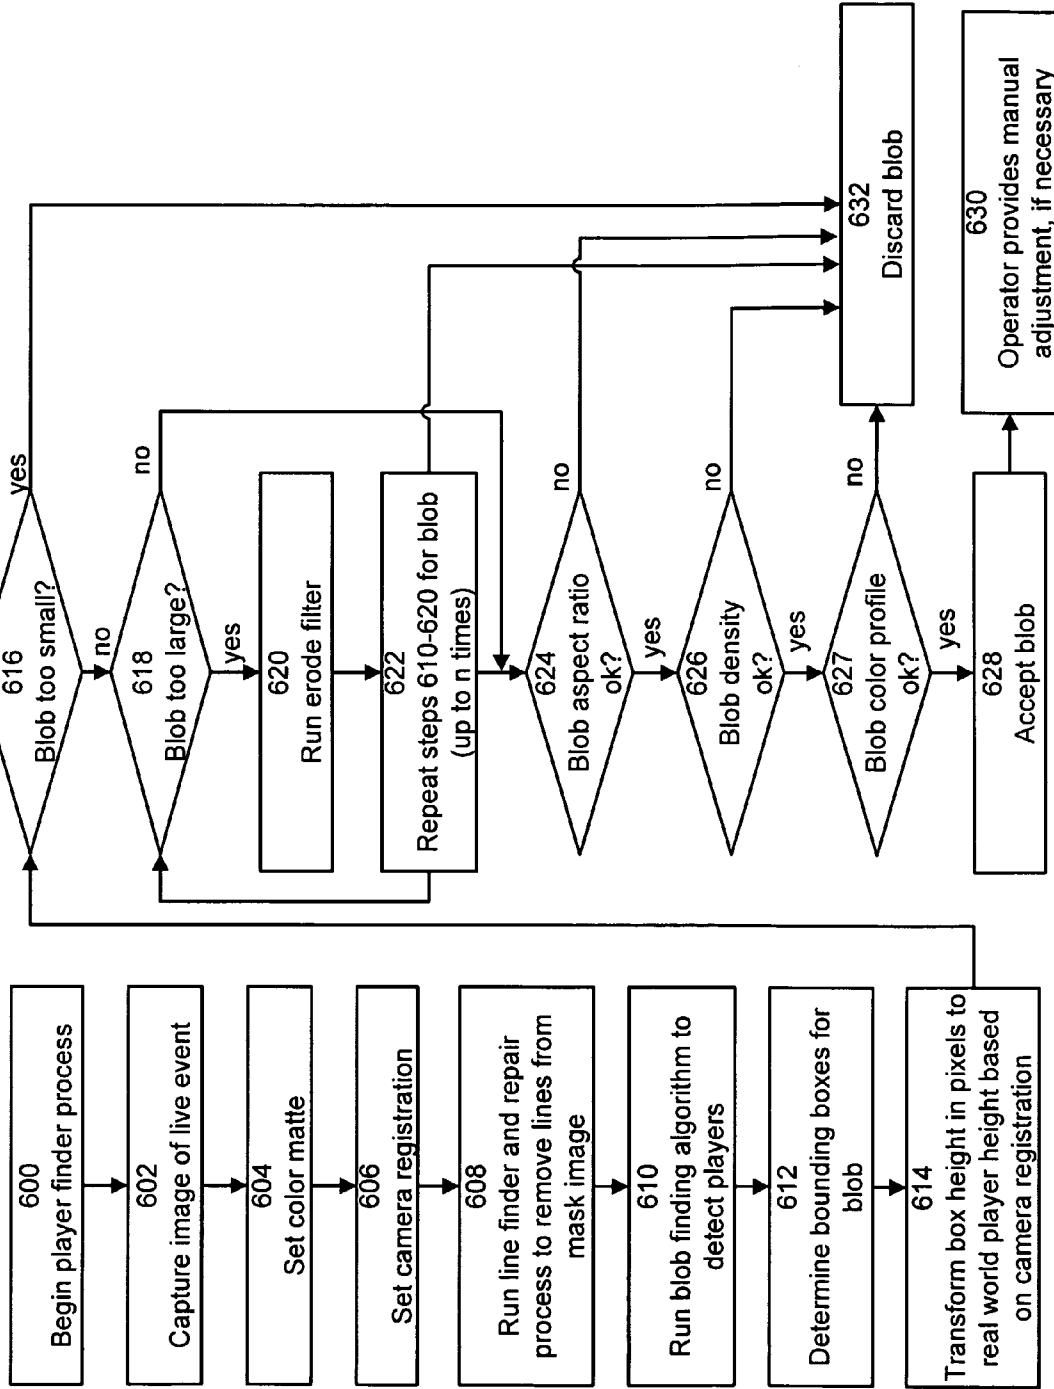 600
Begin player finder process
602
Capture image of live event
604
Set color matte
606
Set camera registration
608
Run line finder and repair
process to remove lines from
mask image
610
Run blob finding algorithm to
detect players
612
Determine bounding boxes for
blob
614
Transform box height in pixels to
real world player height based
on camera registration
616
Blob too small?
yes
no
618
Blob too large?
no
yes
620
Run erode filter
622
Repeat steps 610-620 for blob
(up to n times)
624
Blob aspect ratio
ok?
no
yes
626
Blob density
ok?
no
yes
627
Blob color profile
ok?
no
yes
628
Accept blob
632
Discard blob
630
Operator provides manual
adjustment, if necessary